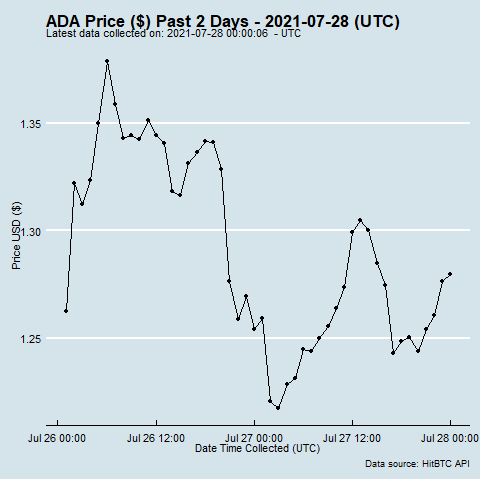 ADA Price ($) Past 2 Days - 2021-07-28 (UTC)
Latest data collected on: 2021-07-28 00:00:06  - UTC
Price USD ($)
1.35
1.30
1.25
Jul 26 00:00
Jul 26 12:00
Jul 27 00:00
Jul 27 12:00
Jul 28 00:00
Date Time Collected (UTC)
Data source: HitBTC API